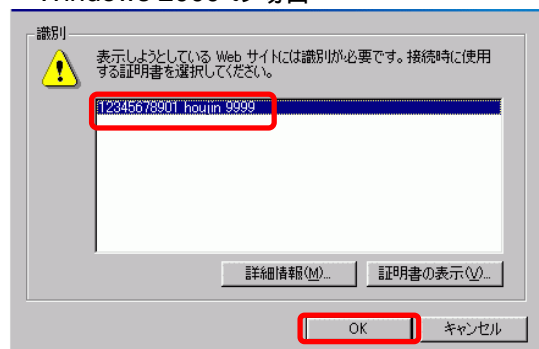 Windows 2000 の場合
識別
表示しようとしている Web サイトには識別が必要です。接続時に使用
する証明書を選択してください。
12345678901 houjin 9999
詳細情報(M)...
証明書の表示(V)...
OK
キャンセル